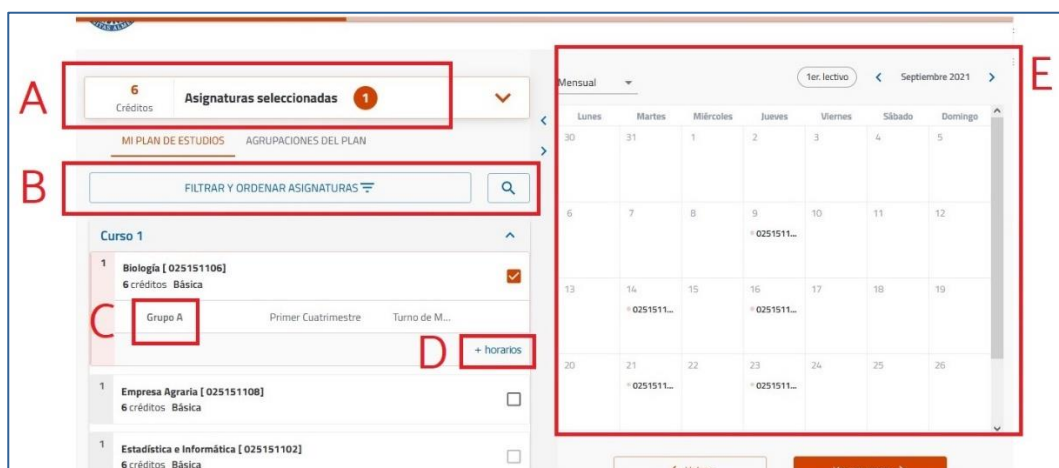 A
6
Créditos
Asignaturas seleccionadas 1
MI PLAN DE ESTUDIOS AGRUPACIONES DEL PLAN
B
FILTRAR Y ORDENAR ASIGNATURAS
Curso 1
1
Biología [ 025151106]
6 créditos Básica
C
Grupo A Primer Cuatrimestre Turno de M...
D
+ horarios
1
Empresa Agraria [ 025151108]
6 créditos Básica
1
Estadística e Informática [ 025151102]
6 créditos Básica
E
Mensual 1er. lectivo Septiembre 2021
Lunes Martes Miércoles Jueves Viernes Sábado Domingo
30 31 1 2 3 4 5
6 7 8 9 10 11 12
0251511...
13 14 15 16 17 18 19
0251511... 0251511...
20 21 22 23 24 25 26
0251511... 0251511...